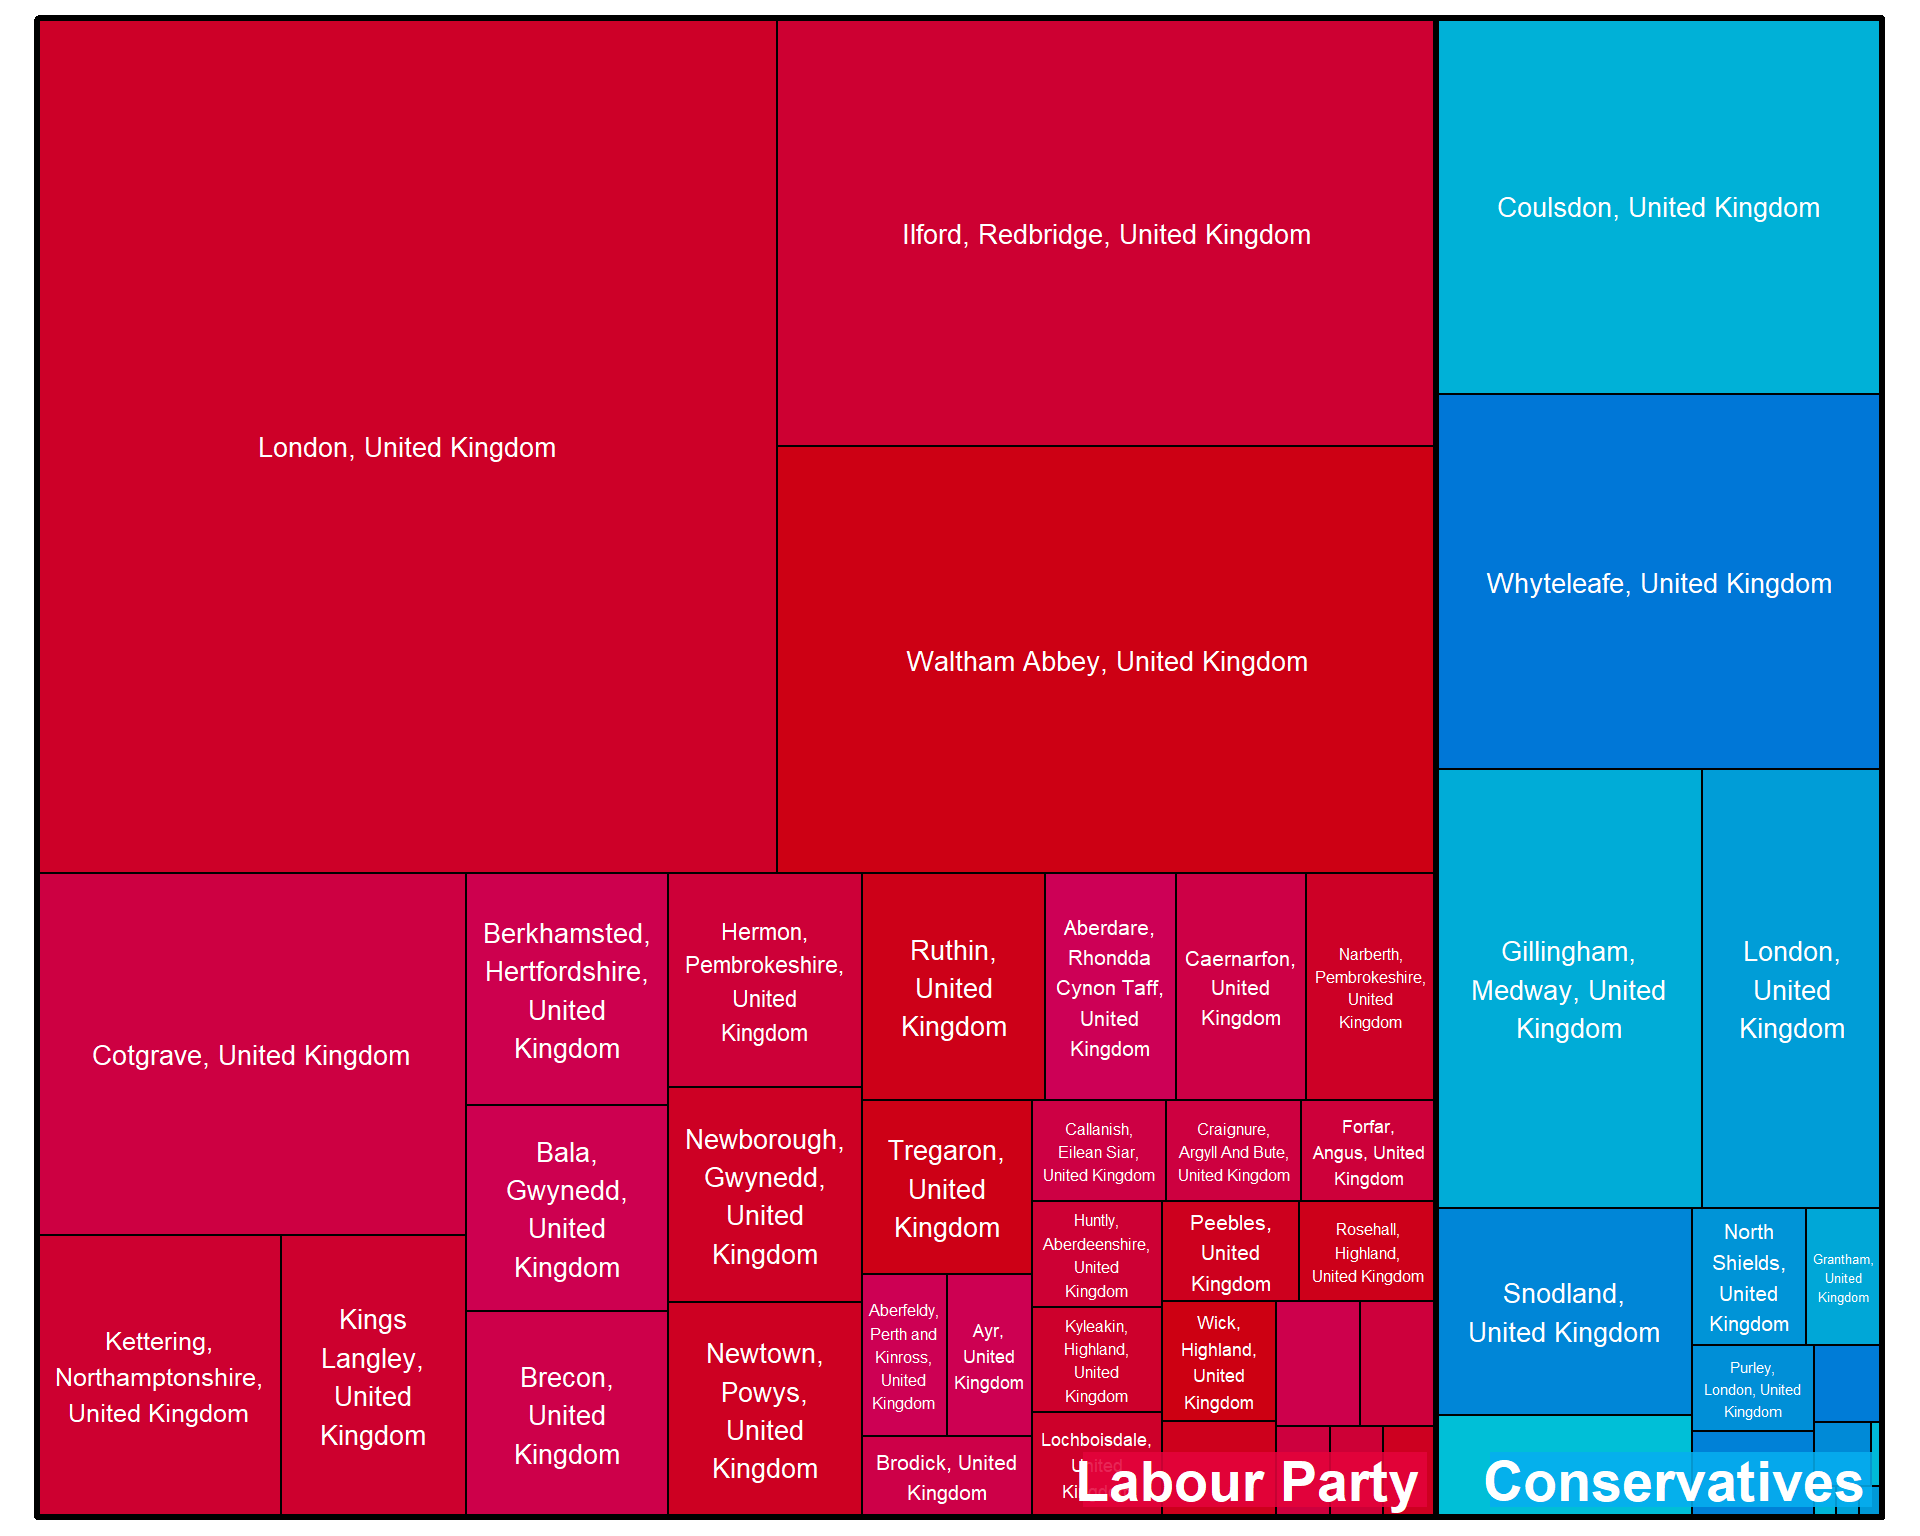 London, United Kingdom
Ilford, Redbridge, United Kingdom
Waltham Abbey, United Kingdom
Cotgrave, United Kingdom
Kettering,
Northamptonshire,
United Kingdom
Kings
Langley,
United
Kingdom
Berkhamsted,
Hertfordshire,
United
Kingdom
Bala,
Gwynedd,
United
Kingdom
Brecon,
United
Kingdom
Hermon,
Pembrokeshire,
United
Kingdom
Newborough,
Gwynedd,
United
Kingdom
Newtown,
Powys,
United
Kingdom
Ruthin,
United
Kingdom
Tregaron,
United
Kingdom
Aberfeldy,
Perth and
Kinross,
United
Kingdom
Ayr,
United
Kingdom
Brodick, United
Kingdom
Aberdare,
Rhondda
Cynon Taff,
United
Kingdom
Caernarfon,
United
Kingdom
Narberth,
Pembrokeshire,
United
Kingdom
Callanish,
Eilean Siar,
United Kingdom
Craignure,
Argyll And Bute,
United Kingdom
Forfar,
Angus, United
Kingdom
Huntly,
Aberdeenshire,
United
Kingdom
Peebles,
United
Kingdom
Rosehall,
Highland,
United Kingdom
Kyleakin,
Highland,
United
Kingdom
Wick,
Highland,
United
Kingdom
Lochboisdale,
United
Kingdom
Labour Party
Coulsdon, United Kingdom
Whyteleafe, United Kingdom
Gillingham,
Medway, United
Kingdom
London,
United
Kingdom
Snodland,
United Kingdom
North
Shields,
United
Kingdom
Grantham,
United
Kingdom
Purley,
London, United
Kingdom
Conservatives